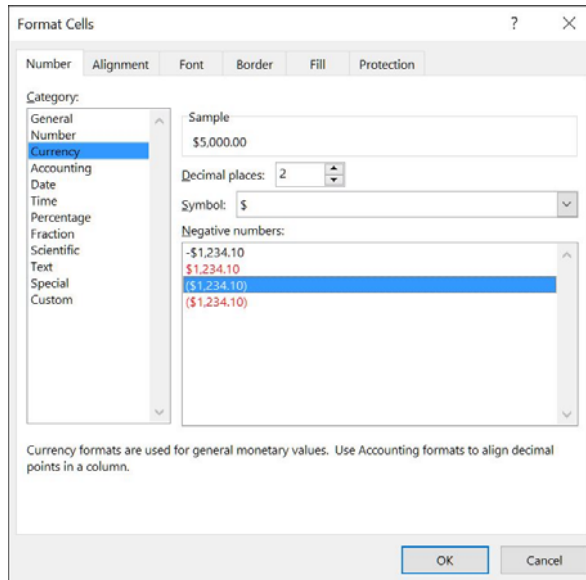 Format Cells
? X
Number Alignment Font Border Fill Protection
Category:
General
Number
Currency
Accounting
Date
Time
Percentage
Fraction
Scientific
Text
Special
Custom
Sample
$5,000.00
Decimal places: 2
Symbol: $
Negative numbers:
-$1,234.10
$1,234.10
($1,234.10)
($1,234.10)
Currency formats are used for general monetary values. Use Accounting formats to align decimal
points in a column.
OK Cancel